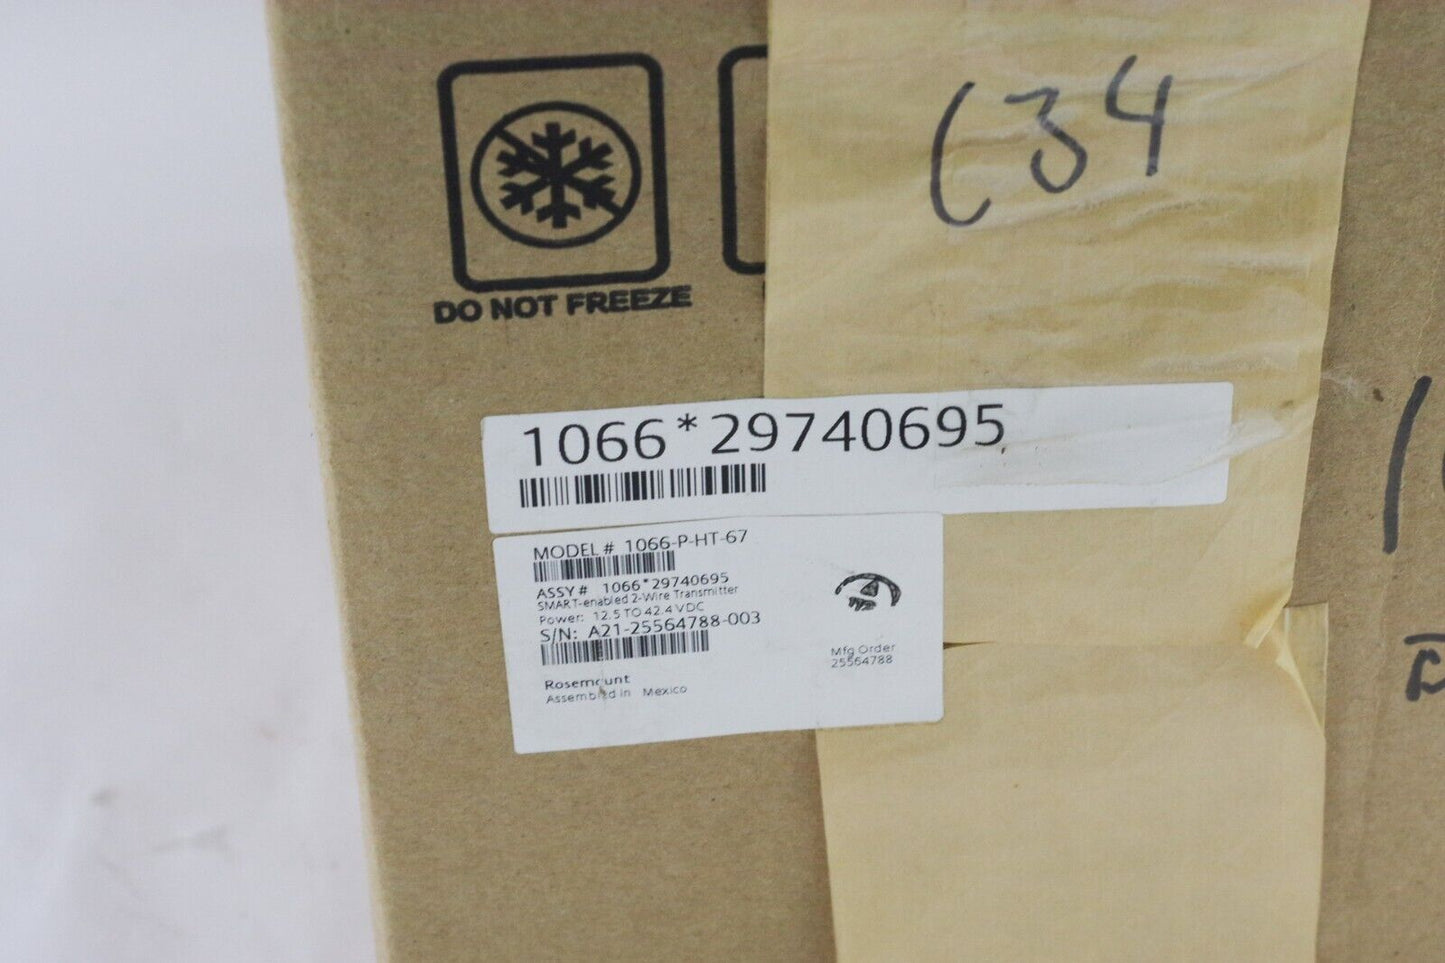 C34
DO NOT FREEZE
1066*29740695
MODEL # 1066-P-HT-67
ASSY # 1066*29740695
SMART-enabled 2-Wire Transmitter
Power: 12.5 TO 42.4 VDC
S/N: A21-25564788-003
Mfg Order
25564788
Rosemount
Assembled in Mexico